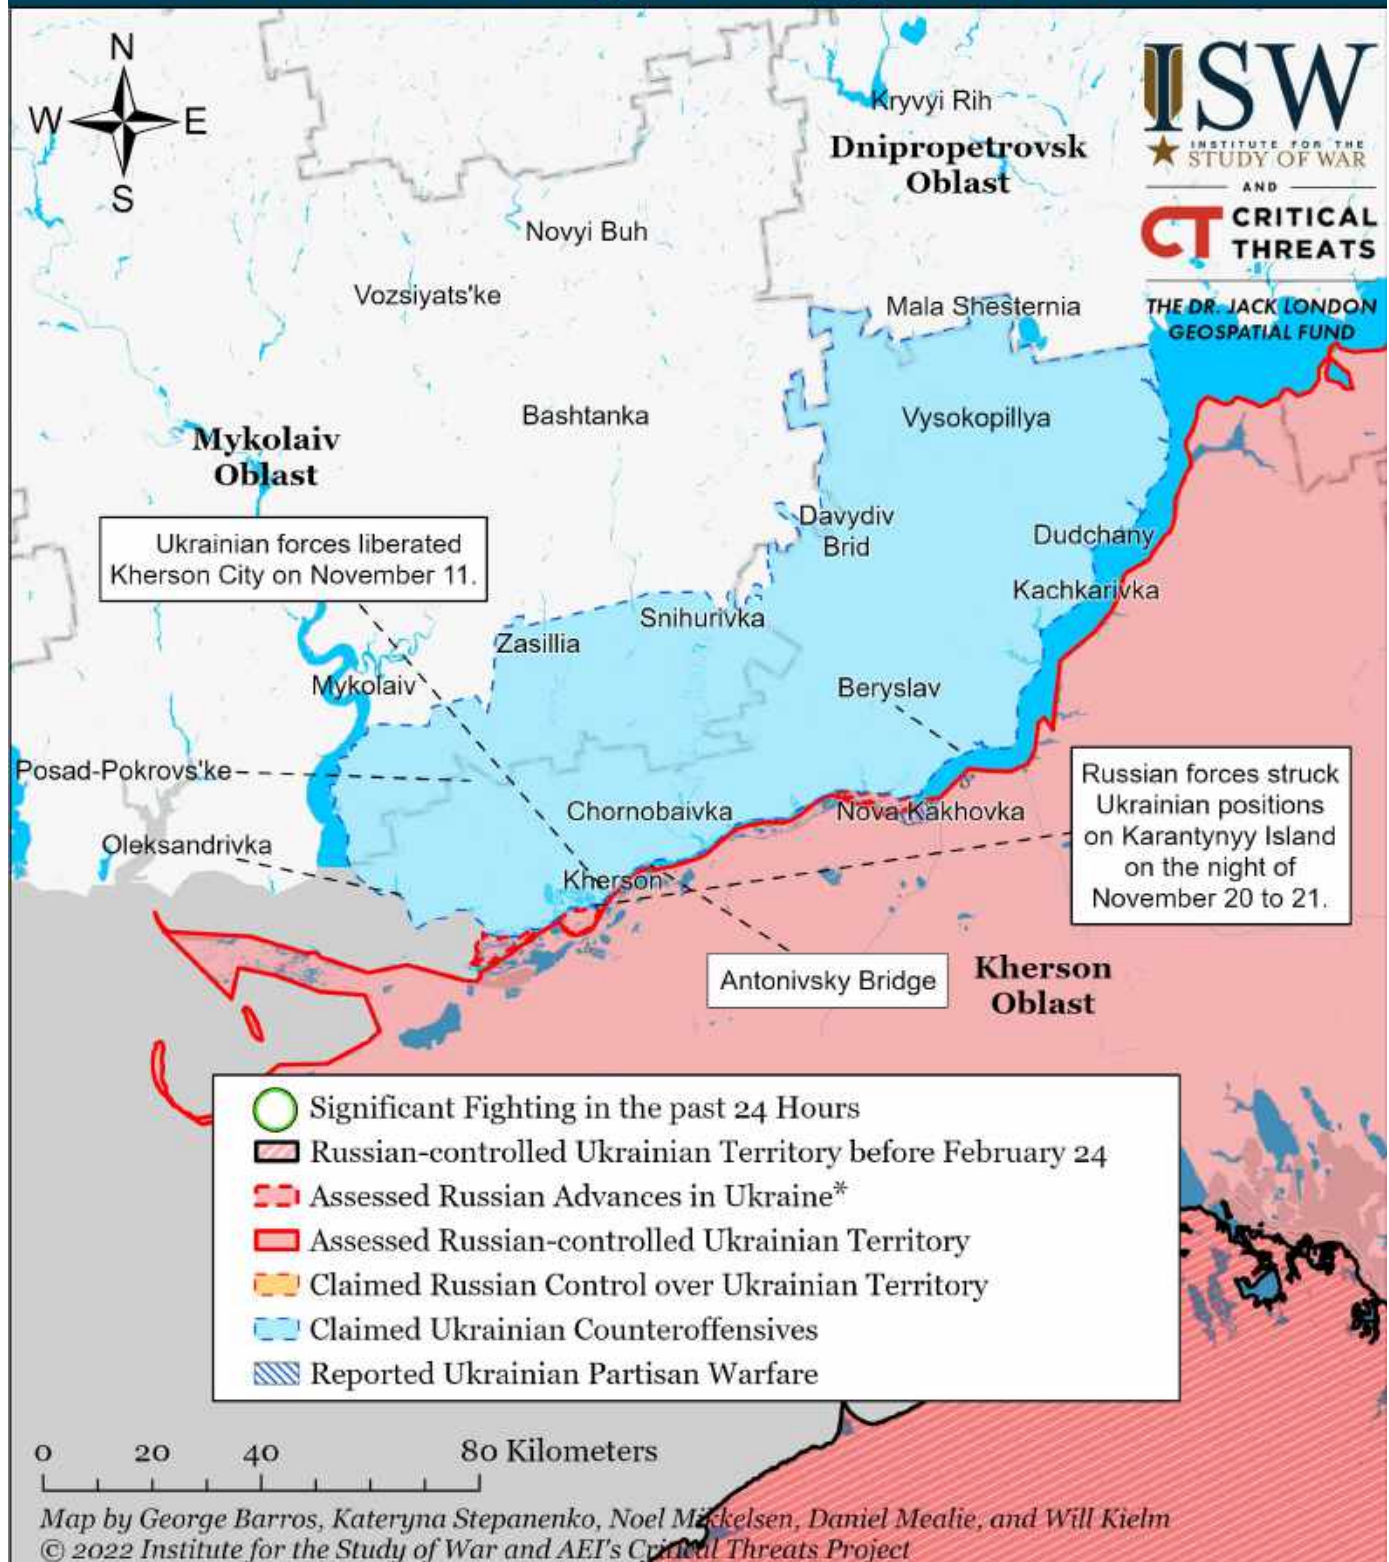 N
W E
S
Kryvyi Rih
Dnipropetrovsk
Oblast
ISW
INSTITUTE FOR THE
STUDY OF WAR
AND
CT CRITICAL
THREATS
THE DR. JACK LONDON
GEOSPATIAL FUND
Novyi Buh
Vozsiyats'ke
Mala Shesternia
Bashtanka
Vysokopillya
Mykolaiv
Oblast
Davydiv
Brid
Dudchany
Ukrainian forces liberated
Kherson City on November 11.
Kachkarivka
Snihurivka
Zasillia
Mykolaiv
Beryslav
Posad-Pokrovs'ke
Russian forces struck
Ukrainian positions
on Karantynyy Island
on the night of
November 20 to 21.
Chornobaivka
Nova Kakhovka
Oleksandrivka
Kherson
Antonivsky Bridge
Kherson
Oblast
Significant Fighting in the past 24 Hours
Russian-controlled Ukrainian Territory before February 24
Assessed Russian Advances in Ukraine*
Assessed Russian-controlled Ukrainian Territory
Claimed Russian Control over Ukrainian Territory
Claimed Ukrainian Counteroffensives
Reported Ukrainian Partisan Warfare
0 20 40 80 Kilometers
Map by George Barros, Kateryna Stepanenko, Noel Mikkelsen, Daniel Mealie, and Will Kielm
© 2022 Institute for the Study of War and AEI's Critical Threats Project